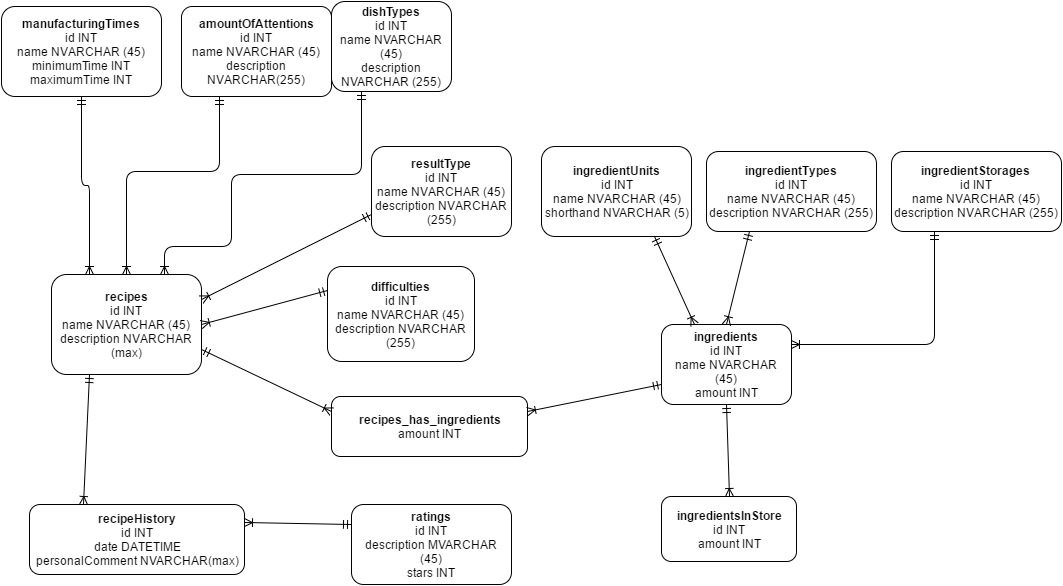 manufacturingTimes
id INT
name NVARCHAR (45)
minimumTime INT
maximumTime INT
amountOfAttentions
id INT
name NVARCHAR (45)
description
NVARCHAR(255)
dishTypes
id INT
name NVARCHAR
(45)
description
NVARCHAR (255)
resultType
id INT
name NVARCHAR (45)
description NVARCHAR
(255)
ingredientUnits
id INT
name NVARCHAR (45)
shorthand NVARCHAR (5)
ingredientTypes
id INT
name NVARCHAR (45)
description NVARCHAR (255)
ingredientStorages
id INT
name NVARCHAR (45)
description NVARCHAR (255)
recipes
id INT
name NVARCHAR (45)
description NVARCHAR
(max)
difficulties
id INT
name NVARCHAR (45)
description NVARCHAR
(255)
ingredients
id INT
name NVARCHAR
(45)
amount INT
recipes_has_ingredients
amount INT
recipeHistory
id INT
date DATETIME
personalComment NVARCHAR(max)
ratings
id INT
description MVARCHAR
(45)
stars INT
ingredientsInStore
id INT
amount INT